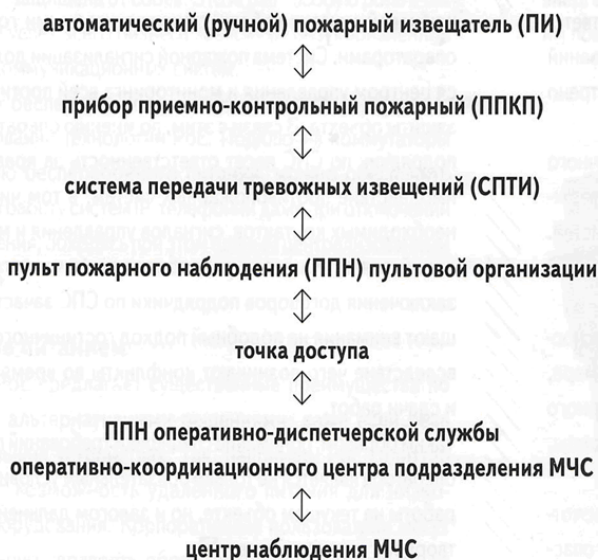 автоматический (ручной) пожарный извещатель (ПИ)
прибор приемно-контрольный пожарный (ППКП)
система передачи тревожных извещений (СПТИ)
пульт пожарного наблюдения (ППН) пультовой организации
точка доступа
ППН оперативно-диспетчерской службы
оперативно-координационного центра подразделения МЧС
центр наблюдения МЧС